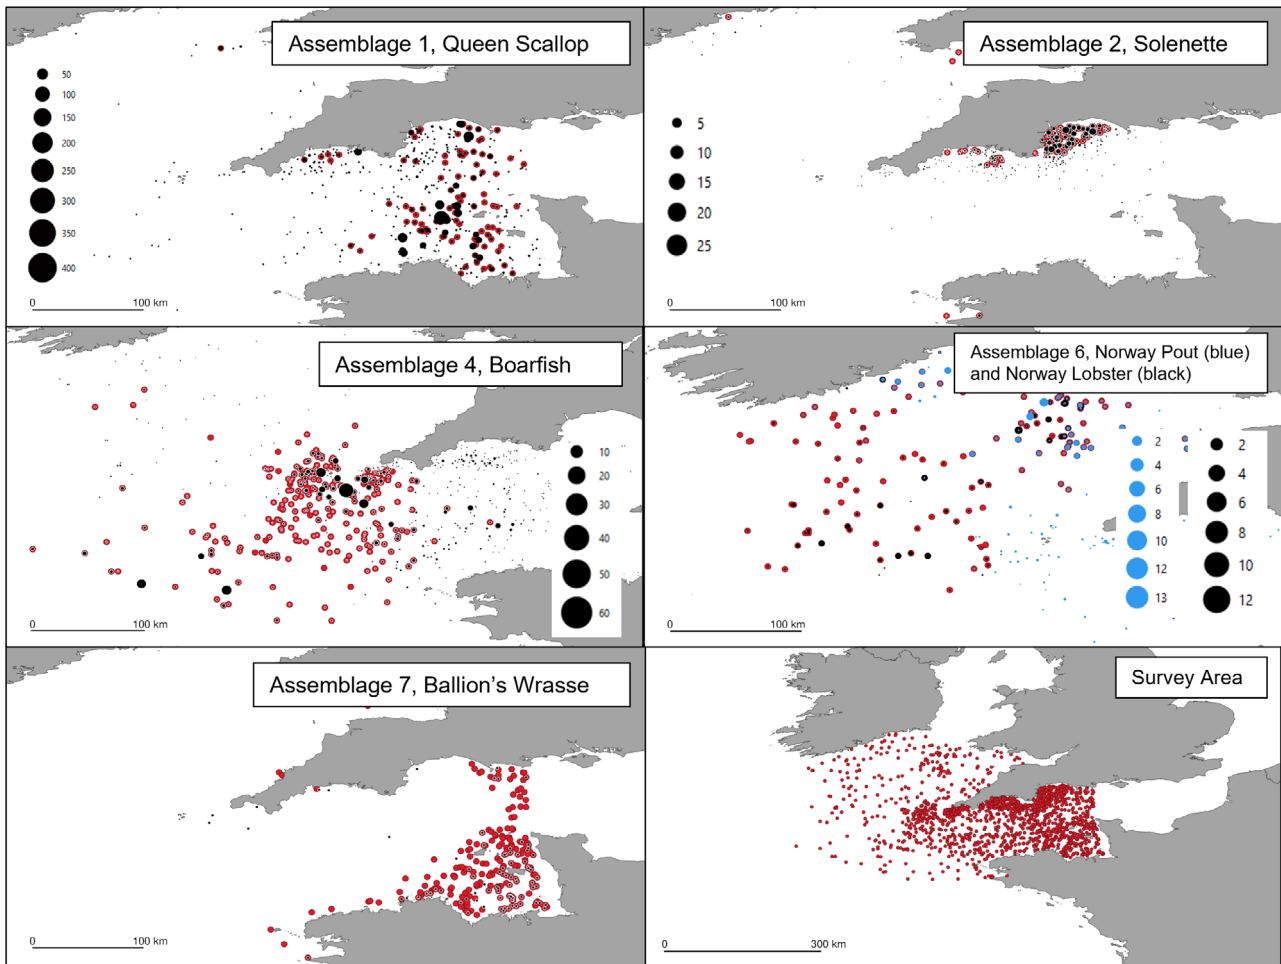 Assemblage 1, Queen Scallop
50
100
150
200
250
300
350
400
0 100 km
Assemblage 2, Solenette
5
10
15
20
25
0 100 km
Assemblage 4, Boarfish
10
20
30
40
50
60
0 100 km
Assemblage 6, Norway Pout (blue)
and Norway Lobster (black)
2 2
4 4
6 6
8 8
10 10
12 12
13
0 100 km
Assemblage 7, Ballion’s Wrasse
0 100 km
Survey Area
0 300 km